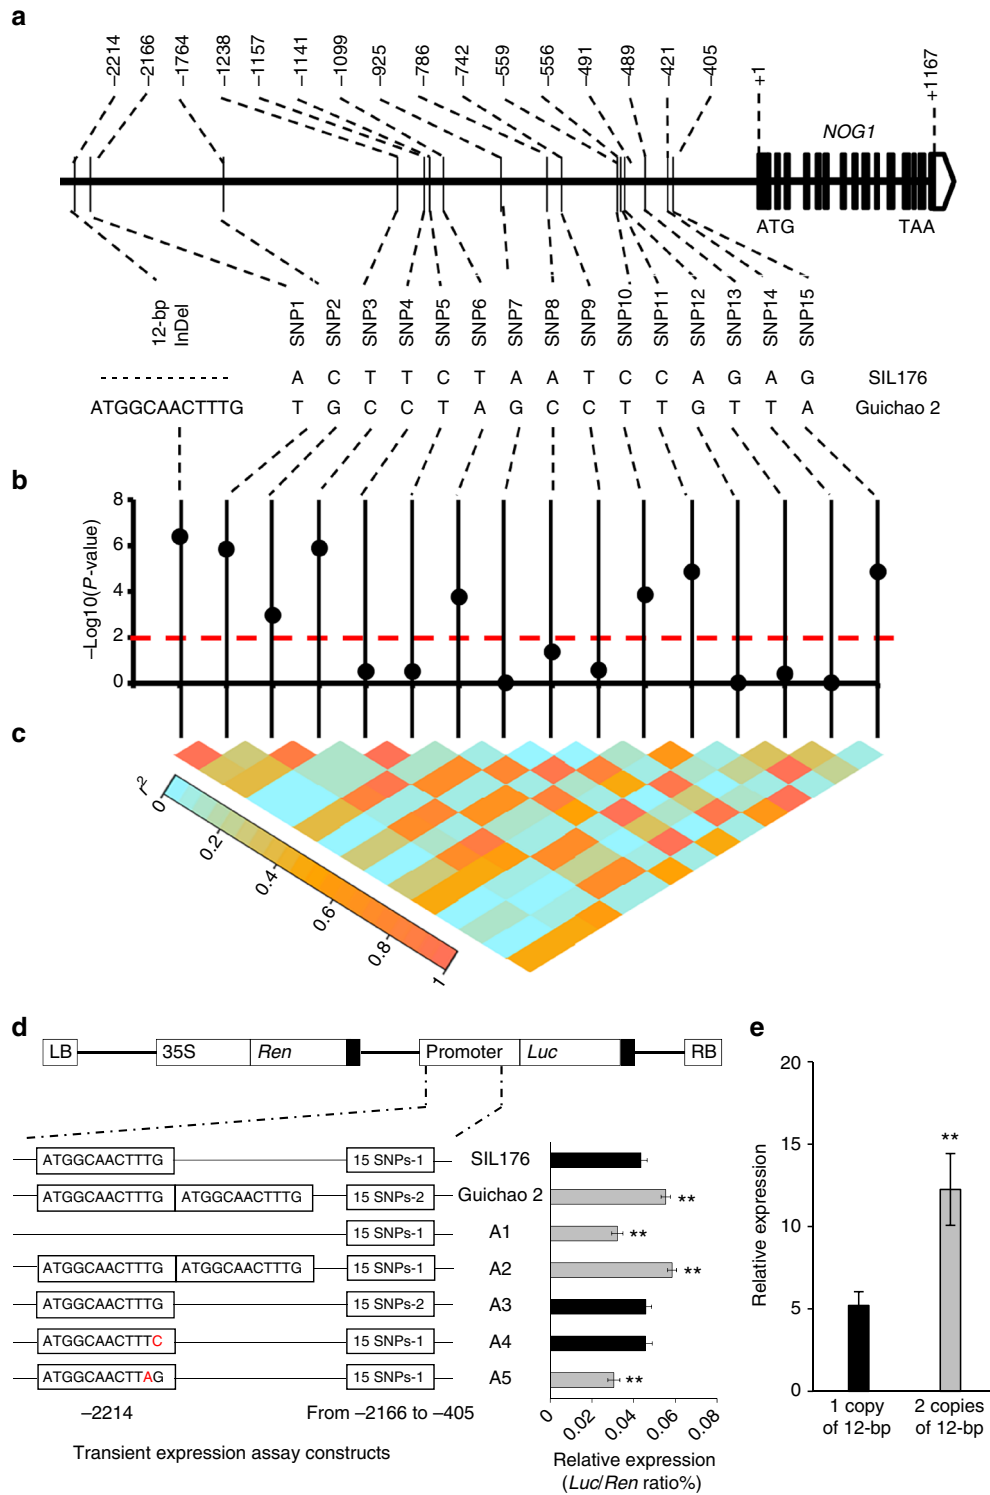 a
–2214
–2166
–1764
–1238
–1157
–1141
–1099
–925
–786
–742
–559
–556
–491
–489
–421
–405
+1
+1167
NOG1
ATG
TAA
12-bp
InDel
SNP1
SNP2
SNP3
SNP4
SNP5
SNP6
SNP7
SNP8
SNP9
SNP10
SNP11
SNP12
SNP13
SNP14
SNP15
------------ A C T T C T A A T C C A G A G SIL176
ATGGCAACTTTG T G C C T A G C C T T G T T A Guichao 2
b
–Log10(P-value)
8
6
4
2
0
c
r2
0
0.2
0.4
0.6
0.8
1
d
LB 35S Ren Promoter Luc RB
ATGGCAACTTTG 15 SNPs-1 SIL176
ATGGCAACTTTG ATGGCAACTTTG 15 SNPs-2 Guichao 2 **
15 SNPs-1 A1 **
ATGGCAACTTTG ATGGCAACTTTG 15 SNPs-1 A2 **
ATGGCAACTTTG 15 SNPs-2 A3
ATGGCAACTTTC 15 SNPs-1 A4
ATGGCAACTTAG 15 SNPs-1 A5 **
–2214 From –2166 to –405
0 0.02 0.04 0.06 0.08
Transient expression assay constructs
Relative expression
(Luc/Ren ratio%)
e
Relative expression
20
15
10
5
0
**
1 copy
of 12-bp
2 copies
of 12-bp